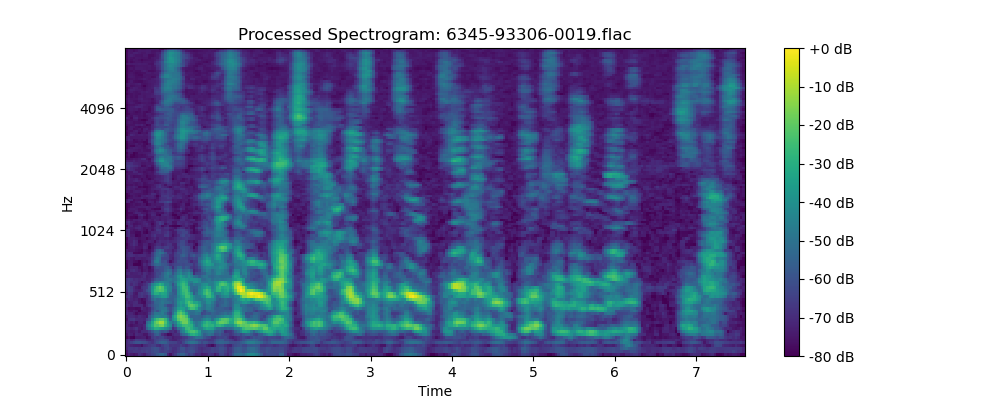 Processed Spectrogram: 6345-93306-0019.flac
Hz
4096
2048
1024
512
0
0 1 2 3 4 5 6 7
Time
+0 dB
-10 dB
-20 dB
-30 dB
-40 dB
-50 dB
-60 dB
-70 dB
-80 dB